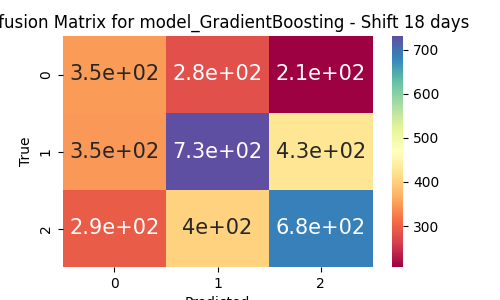 fusion Matrix for model_GradientBoosting - Shift 18 days
0 3.5e+02 2.8e+02 2.1e+02
1 3.5e+02 7.3e+02 4.3e+02
2 2.9e+02 4e+02 6.8e+02
0 1 2
True
Predicted
700
600
500
400
300